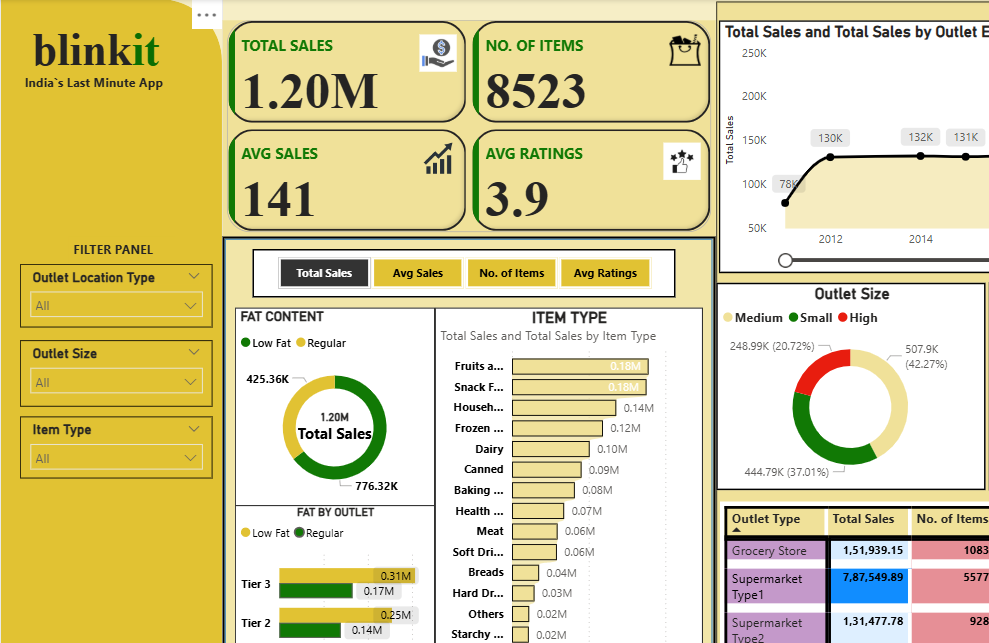 blinkit
India`s Last Minute App
FILTER PANEL
Outlet Location Type
All
Outlet Size
All
Item Type
All
TOTAL SALES
1.20M
NO. OF ITEMS
8523
AVG SALES
141
AVG RATINGS
3.9
Total Sales
Avg Sales
No. of Items
Avg Ratings
FAT CONTENT
Low Fat
Regular
425.36K
1.20M
Total Sales
776.32K
FAT BY OUTLET
Low Fat
Regular
Tier 3
0.31M
0.17M
Tier 2
0.25M
0.14M
ITEM TYPE
Total Sales and Total Sales by Item Type
Fruits a... 0.18M
Snack F... 0.18M
Househ... 0.14M
Frozen ... 0.12M
Dairy 0.10M
Canned 0.09M
Baking ... 0.08M
Health ... 0.07M
Meat 0.06M
Soft Dri... 0.06M
Breads 0.04M
Hard Dr... 0.03M
Others 0.02M
Starchy ... 0.02M
Total Sales and Total Sales by Outlet E
Total Sales
250K
200K
150K
100K
50K
78K
130K
132K
131K
2012
2014
Outlet Size
Medium
Small
High
248.99K (20.72%)
507.9K
(42.27%)
444.79K (37.01%)
Outlet Type Total Sales No. of Items
Grocery Store 1,51,939.15 1083
Supermarket 7,87,549.89 5577
Type1
Supermarket 1,31,477.78 928
Type2